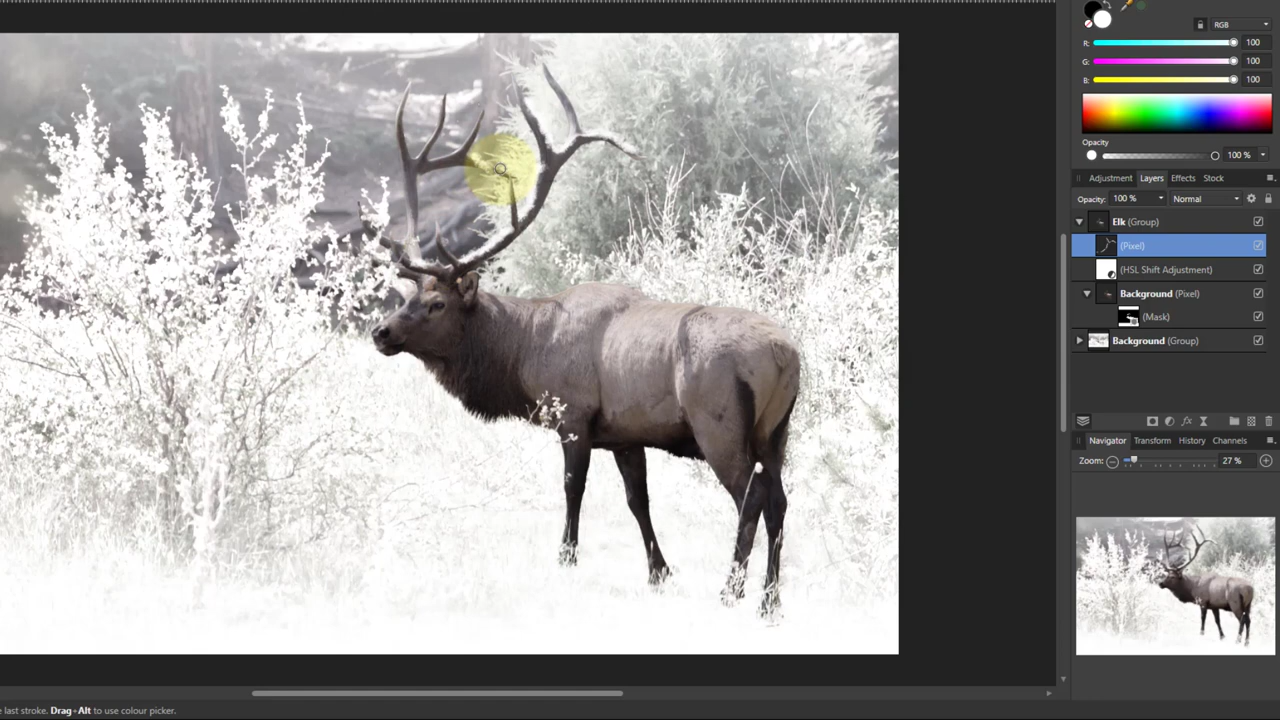 RGB
R: 100
G: 100
B: 100
Opacity
100 %
Adjustment Layers Effects Stock
Opacity: 100 % Normal
Elk (Group)
(Pixel)
(HSL Shift Adjustment)
Background (Pixel)
(Mask)
Background (Group)
fx
Navigator Transform History Channels
Zoom: 27 %
e last stroke. Drag+Alt to use colour picker.